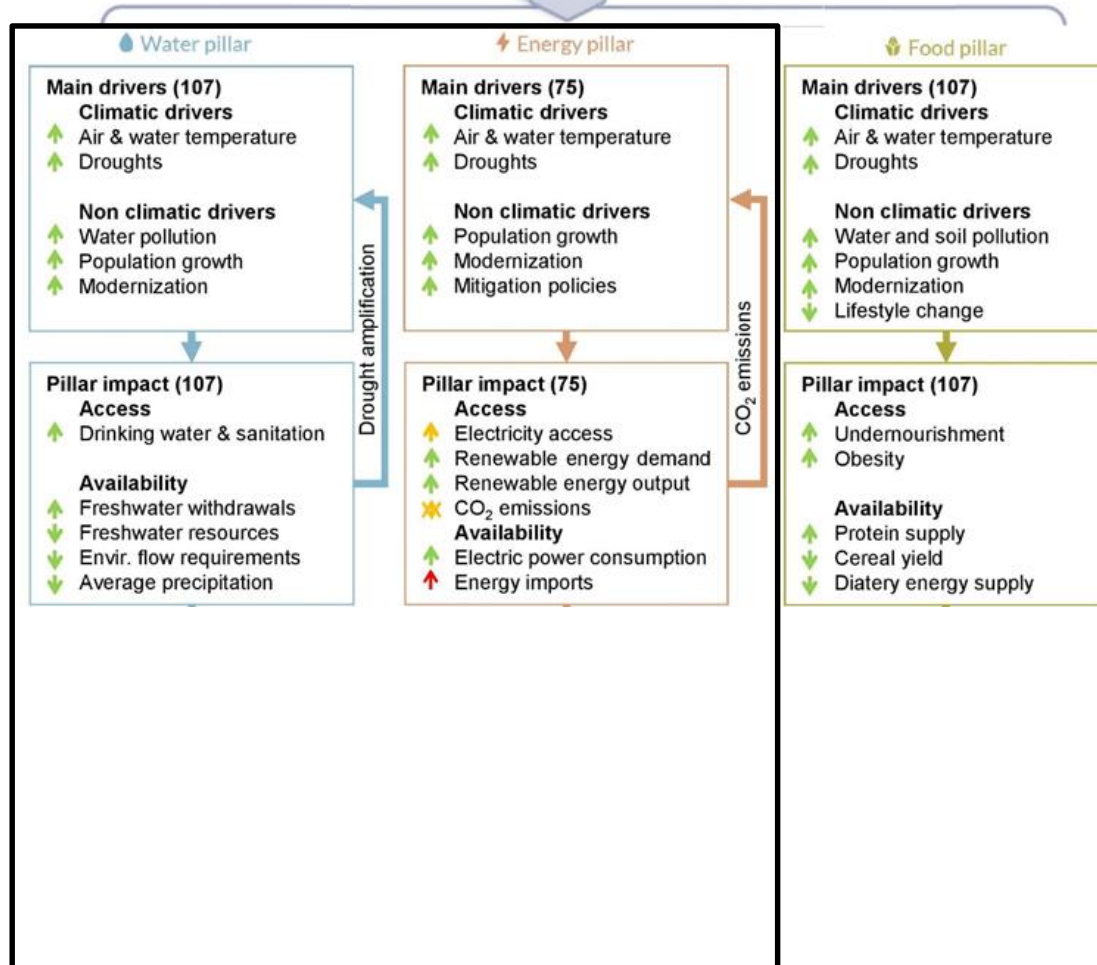 Water pillar
Main drivers (107)
Climatic drivers
Air & water temperature
Droughts
Non climatic drivers
Water pollution
Population growth
Modernization
Drought amplification
Pillar impact (107)
Access
Drinking water & sanitation
Availability
Freshwater withdrawals
Freshwater resources
Envir. flow requirements
Average precipitation
Energy pillar
Main drivers (75)
Climatic drivers
Air & water temperature
Droughts
Non climatic drivers
Population growth
Modernization
Mitigation policies
CO₂ emissions
Pillar impact (75)
Access
Electricity access
Renewable energy demand
Renewable energy output
CO₂ emissions
Availability
Electric power consumption
Energy imports
Food pillar
Main drivers (107)
Climatic drivers
Air & water temperature
Droughts
Non climatic drivers
Water and soil pollution
Population growth
Modernization
Lifestyle change
Pillar impact (107)
Access
Undernourishment
Obesity
Availability
Protein supply
Cereal yield
Diatery energy supply